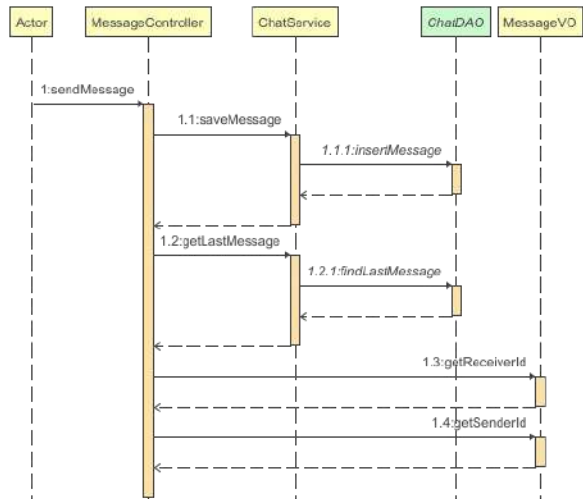 Actor MessageController ChatService ChatDAO MessageVO
1:sendMessage
1.1:saveMessage
1.1.1:insertMessage
1.2:getLastMessage
1.2.1:findLastMessage
1.3:getReceiverId
1.4:getSenderId